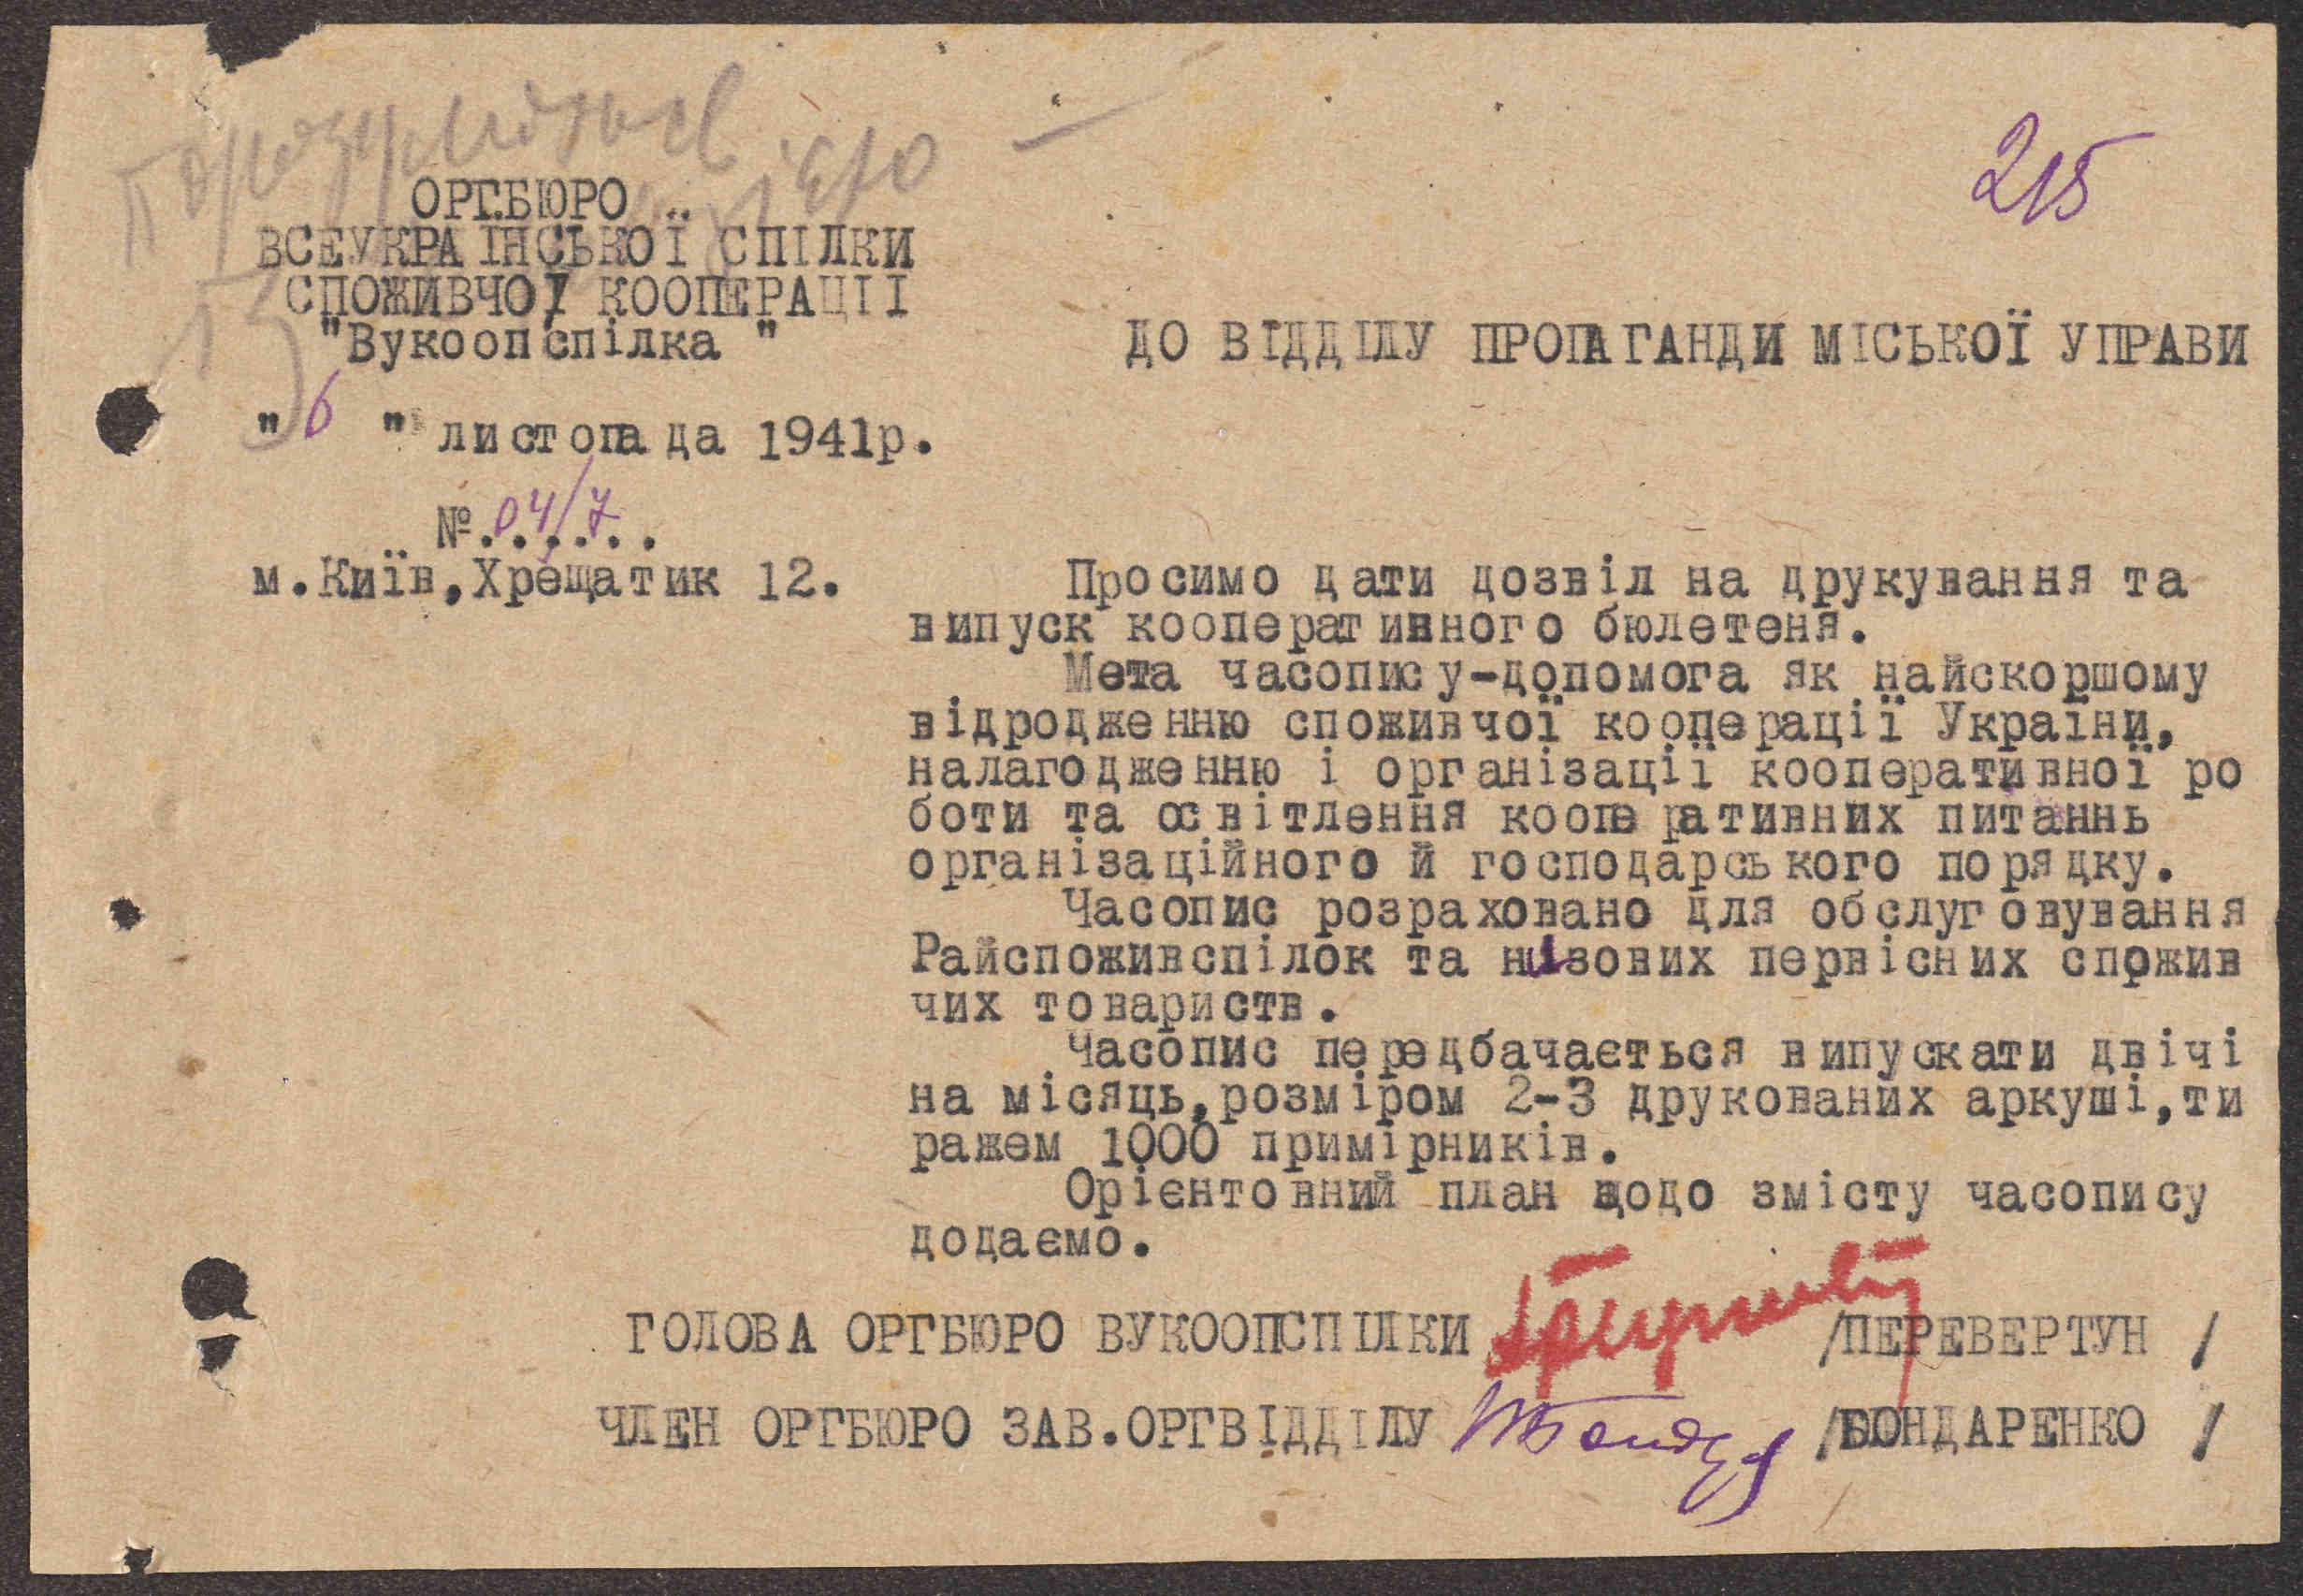 215
ОРГ.БЮРО
ВСЕУКРАЇНСЬКОЇ СПІЛКИ
СПОЖИВЧОЇ КООПЕРАЦІІ
"Вукоопспілка "
ДО ВІДДІЛУ ПРОПАГАНДИ МІСЬКОЇ УПРАВИ
" 6 " листопада 1941р.
№.04/7.....
м.Київ,Хрещатик 12.
Просимо дати дозвіл на друкування та
випуск кооперативного бюлетеня.
Мета часопису-допомога як найскоршому
відродженню споживчої кооперації України,
налагодженню і організації кооперативної ро
боти та освітлення кооперативних питаннь
організаційного й господарського порядку.
Часопис розраховано для обслуговування
Райспоживспілок та низових первісних спожив
чих товариств.
Часопис передбачається випускати двічі
на місяць,розміром 2-3 друкованих аркуші,ти
ражем 1000 примірників.
Орієнтовний план щодо змісту часопису
додаємо.
ГОЛОВА ОРГБЮРО ВУКООПСПІЛКИ /ПЕРЕВЕРТУН /
ЧЛЕН ОРГБЮРО ЗАВ.ОРГВІДДІЛУ /БОНДАРЕНКО /